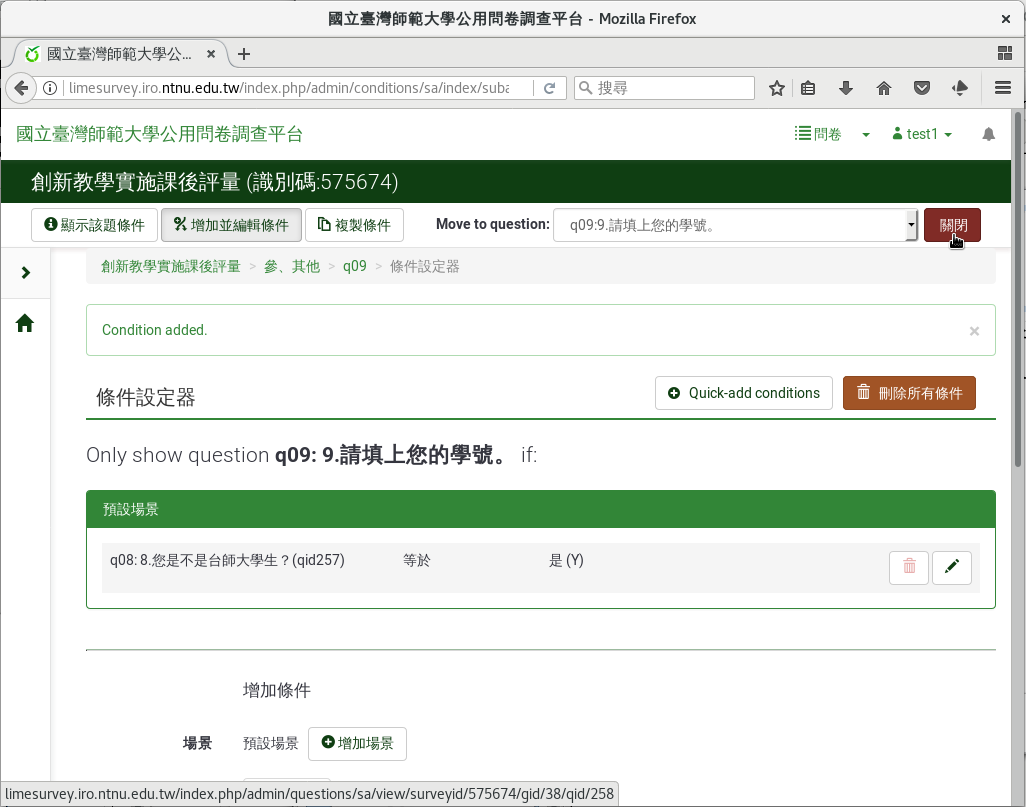 國立臺灣師範大學公用問卷調查平台 - Mozilla Firefox
國立臺灣師範大學公...
limesurvey.iro.ntnu.edu.tw/index.php/admin/conditions/sa/index/suba
搜尋
國立臺灣師範大學公用問卷調查平台
問卷
test1
創新教學實施課後評量 (識別碼:575674)
顯示該題條件
增加並編輯條件
複製條件
Move to question:
q09:9.請填上您的學號。
關閉
創新教學實施課後評量 > 參、其他 > q09 > 條件設定器
Condition added.
×
條件設定器
Quick-add conditions
刪除所有條件
Only show question q09: 9.請填上您的學號。 if:
預設場景
q08: 8.您是不是台師大學生？(qid257) 等於 是 (Y)
增加條件
場景 預設場景 增加場景
limesurvey.iro.ntnu.edu.tw/index.php/admin/questions/sa/view/surveyid/575674/gid/38/qid/258